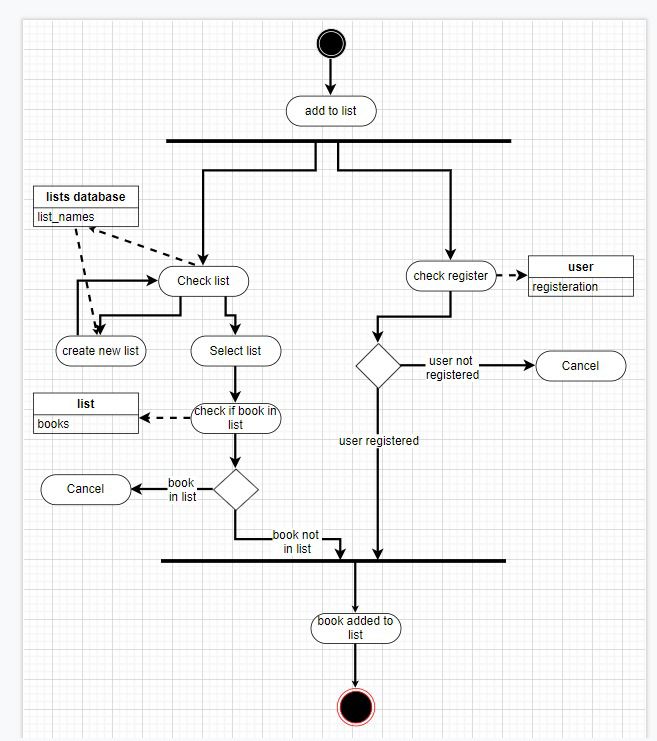 add to list
lists database
list_names
Check list
check register
user
registeration
create new list
Select list
user not
registered
Cancel
list
books
check if book in
list
user registered
Cancel
book
in list
book not
in list
book added to
list